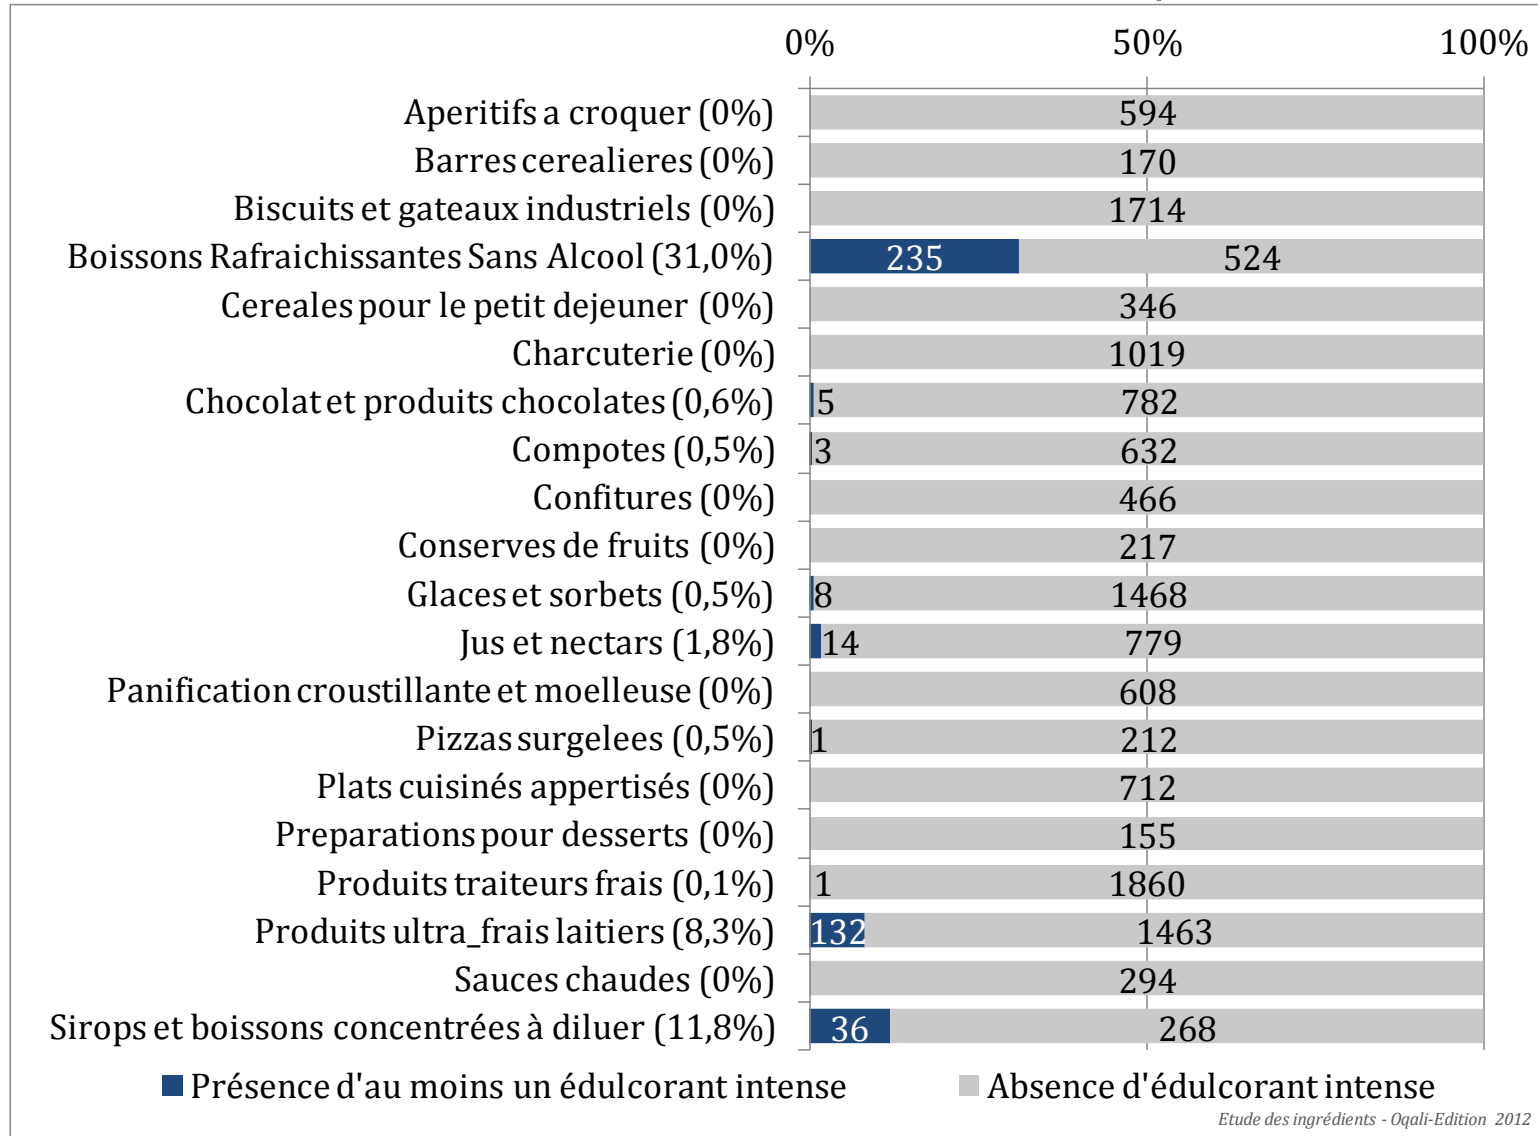 0% 50% 100%
Aperitifs a croquer (0%) 594
Barres cerealieres (0%) 170
Biscuits et gateaux industriels (0%) 1714
Boissons Rafraichissantes Sans Alcool (31,0%) 235 524
Cereales pour le petit dejeuner (0%) 346
Charcuterie (0%) 1019
Chocolat et produits chocolates (0,6%) 5 782
Compotes (0,5%) 3 632
Confitures (0%) 466
Conserves de fruits (0%) 217
Glaces et sorbets (0,5%) 8 1468
Jus et nectars (1,8%) 14 779
Panification croustillante et moelleuse (0%) 608
Pizzas surgelees (0,5%) 1 212
Plats cuisinés appertisés (0%) 712
Preparations pour desserts (0%) 155
Produits traiteurs frais (0,1%) 1 1860
Produits ultra_frais laitiers (8,3%) 132 1463
Sauces chaudes (0%) 294
Sirops et boissons concentrées à diluer (11,8%) 36 268
Présence d'au moins un édulcorant intense Absence d'édulcorant intense
Etude des ingrédients - Oqali-Edition 2012